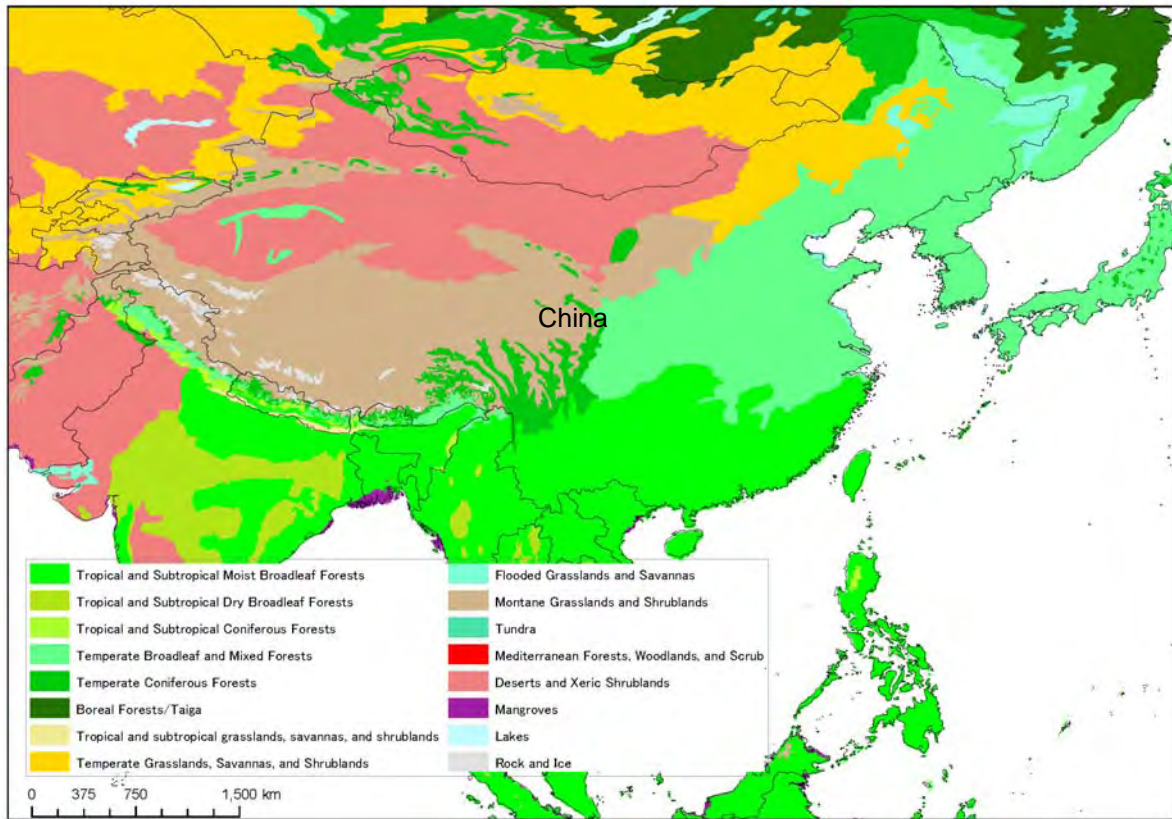 China
Tropical and Subtropical Moist Broadleaf Forests
Tropical and Subtropical Dry Broadleaf Forests
Tropical and Subtropical Coniferous Forests
Temperate Broadleaf and Mixed Forests
Temperate Coniferous Forests
Boreal Forests/Taiga
Tropical and subtropical grasslands, savannas, and shrublands
Temperate Grasslands, Savannas, and Shrublands
Flooded Grasslands and Savannas
Montane Grasslands and Shrublands
Tundra
Mediterranean Forests, Woodlands, and Scrub
Deserts and Xeric Shrublands
Mangroves
Lakes
Rock and Ice
0 375 750 1,500 km